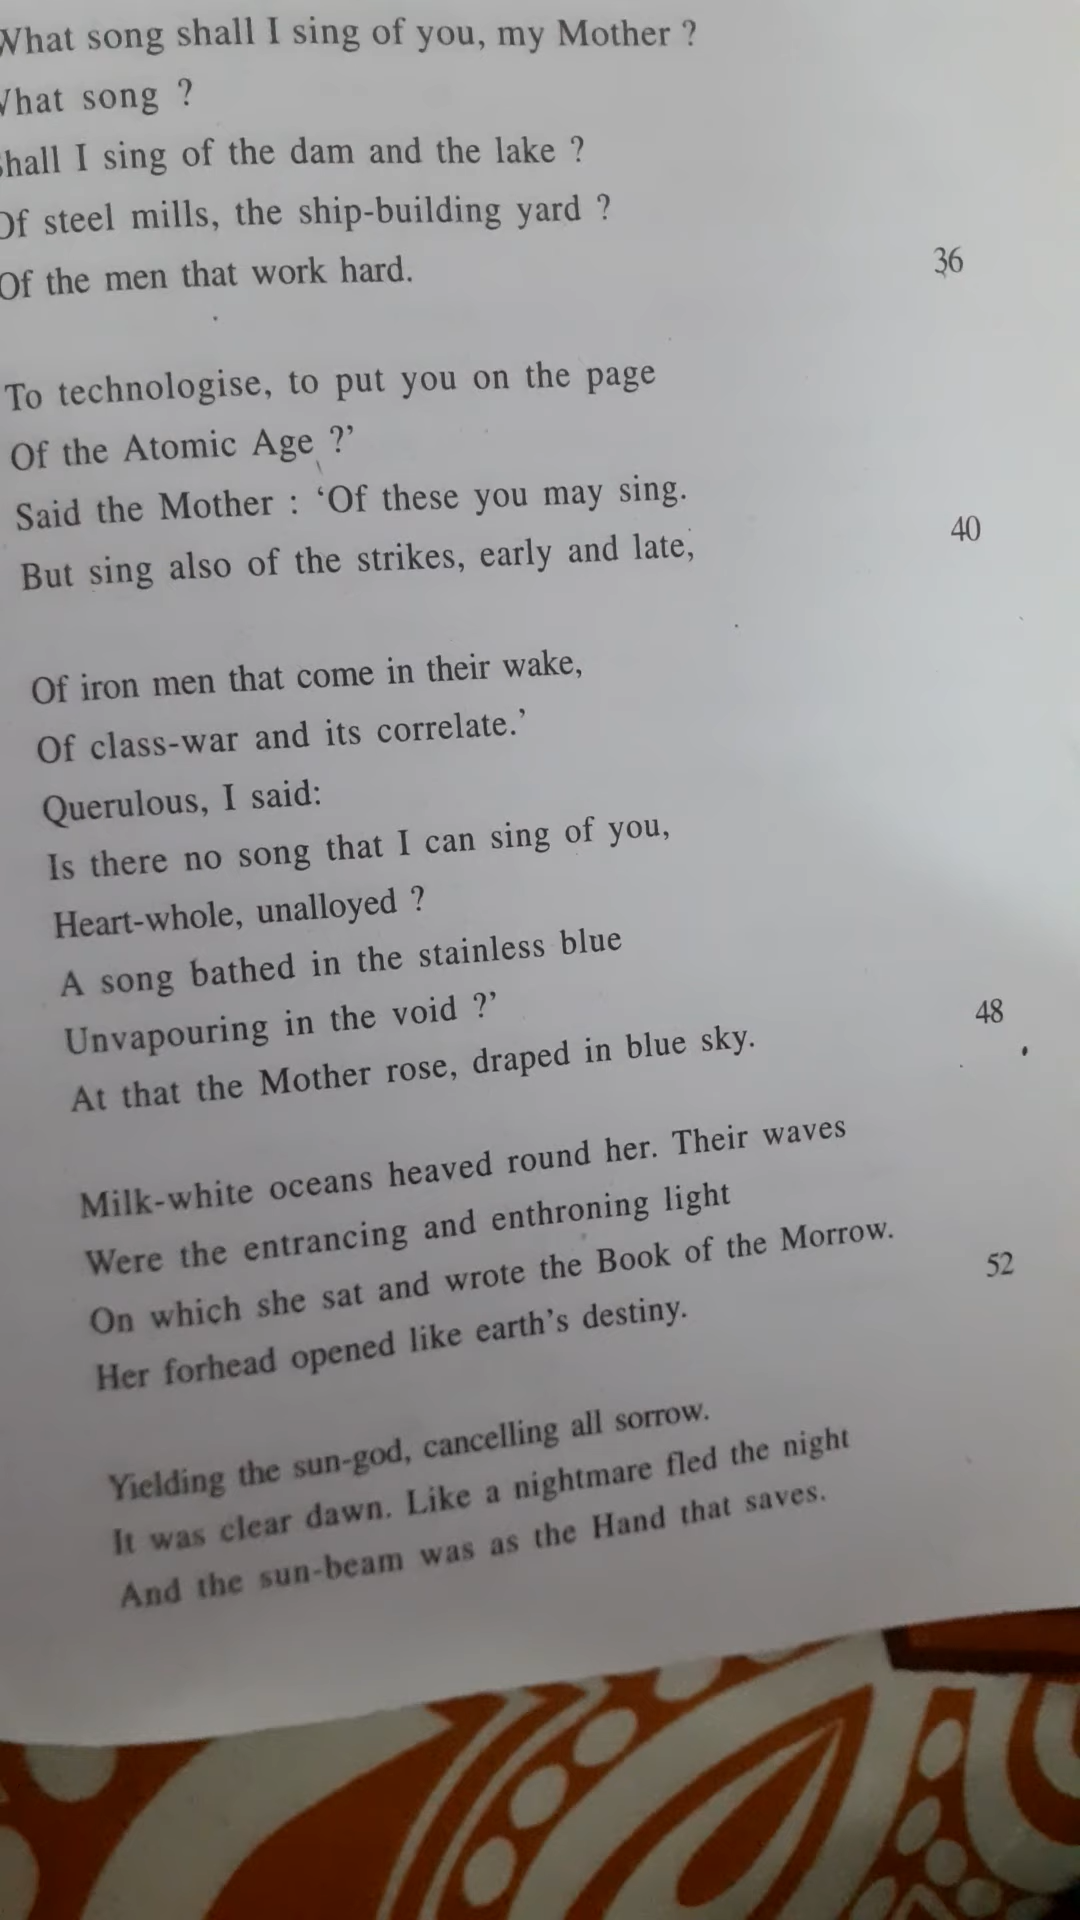 What song shall I sing of you, my Mother ?
What song ?
Shall I sing of the dam and the lake ?
Of steel mills, the ship-building yard ?
Of the men that work hard. 36
To technologise, to put you on the page
Of the Atomic Age ?’
Said the Mother : ‘Of these you may sing.
But sing also of the strikes, early and late, 40
Of iron men that come in their wake,
Of class-war and its correlate.’
Querulous, I said:
Is there no song that I can sing of you,
Heart-whole, unalloyed ?
A song bathed in the stainless blue
Unvapouring in the void ?’
At that the Mother rose, draped in blue sky. 48
Milk-white oceans heaved round her. Their waves
Were the entrancing and enthroning light
On which she sat and wrote the Book of the Morrow.
Her forhead opened like earth’s destiny. 52
Yielding the sun-god, cancelling all sorrow.
It was clear dawn. Like a nightmare fled the night
And the sun-beam was as the Hand that saves.